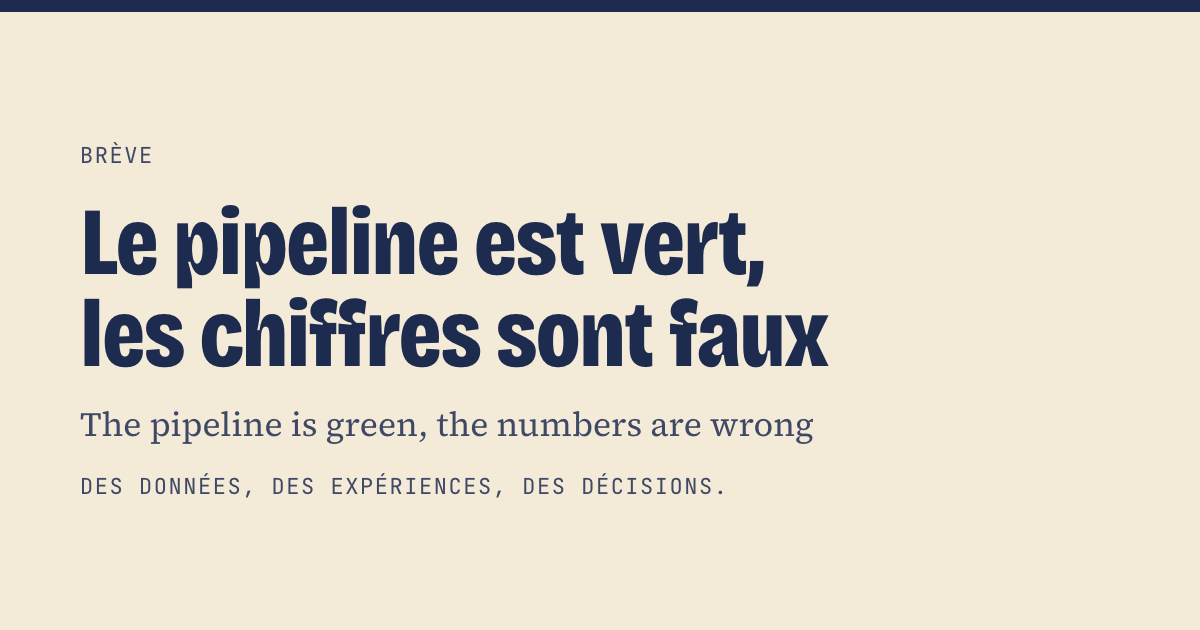 BRÈVE
Le pipeline est vert,
les chiffres sont faux
The pipeline is green, the numbers are wrong
DES DONNÉES, DES EXPÉRIENCES, DES DÉCISIONS.